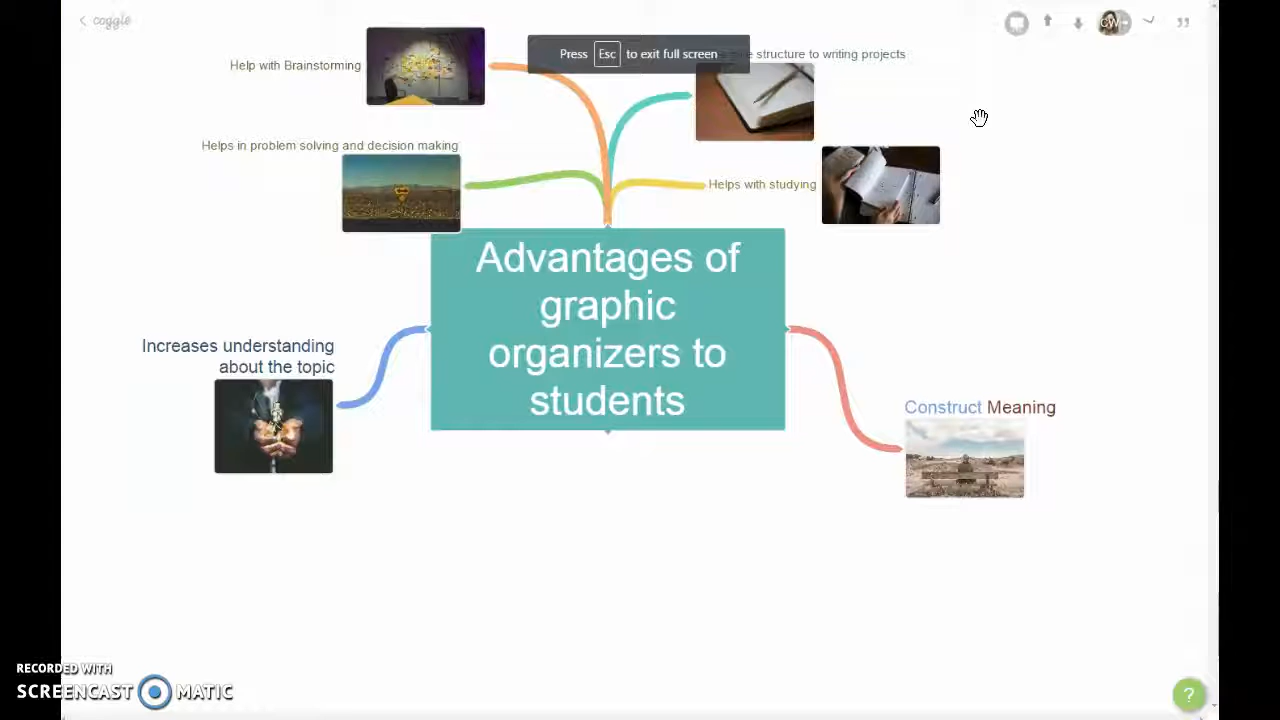 coggle
CW
Press Esc to exit full screen
structure to writing projects
Help with Brainstorming
Helps in problem solving and decision making
Helps with studying
Advantages of
graphic
organizers to
students
Increases understanding
about the topic
Construct Meaning
RECORDED WITH
SCREENCAST MATIC
?